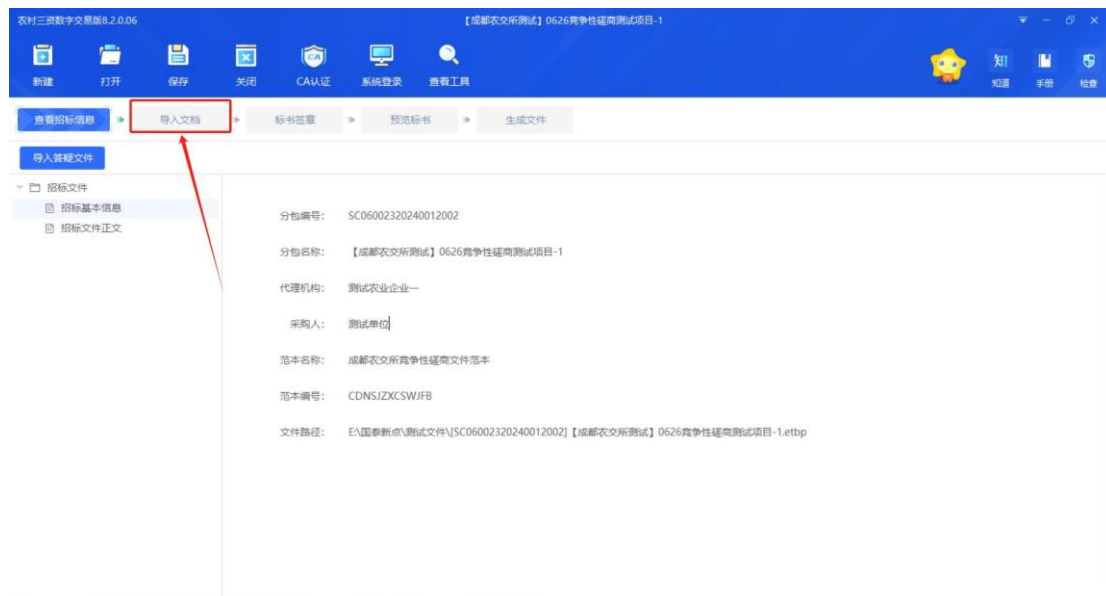 农村三资数字交易版8.2.0.06
【成都农交所测试】0626竞争性磋商测试项目-1
新建 打开 保存 关闭 CA认证 系统登录 查看工具
知道 手册 检查
查看招标信息 导入文档 标书签章 预览标书 生成文件
导入答疑文件
招标文件
招标基本信息
招标文件正文
分包编号： SC06002320240012002
分包名称： 【成都农交所测试】0626竞争性磋商测试项目-1
代理机构： 测试农业企业一
采购人： 测试单位
范本名称： 成都农交所竞争性磋商文件范本
范本编号： CDNSJZXCSWJFB
文件路径： E:\国泰新点\测试文件\[SC06002320240012002]【成都农交所测试】0626竞争性磋商测试项目-1.etbp